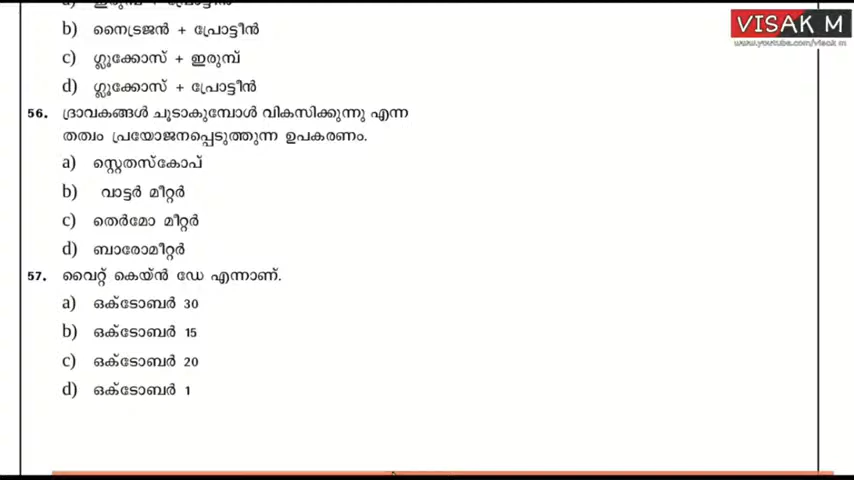 a) ഇരുമ്പ് + പ്രോട്ടീൻ
VISAK M
www.youtube.com/visak m
b) നൈട്രജൻ + പ്രോട്ടീൻ
c) ഗ്ലൂക്കോസ് + ഇരുമ്പ്
d) ഗ്ലൂക്കോസ് + പ്രോട്ടീൻ
56. ദ്രാവകങ്ങൾ ചൂടാകുമ്പോൾ വികസിക്കുന്നു എന്ന
തത്വം പ്രയോജനപ്പെടുത്തുന്ന ഉപകരണം.
a) സ്റ്റെതസ്കോപ്
b) വാട്ടർ മീറ്റർ
c) തെർമോ മീറ്റർ
d) ബാരോമീറ്റർ
57. വൈറ്റ് കെയ്ൻ ഡേ എന്നാണ്.
a) ഒക്ടോബർ 30
b) ഒക്ടോബർ 15
c) ഒക്ടോബർ 20
d) ഒക്ടോബർ 1